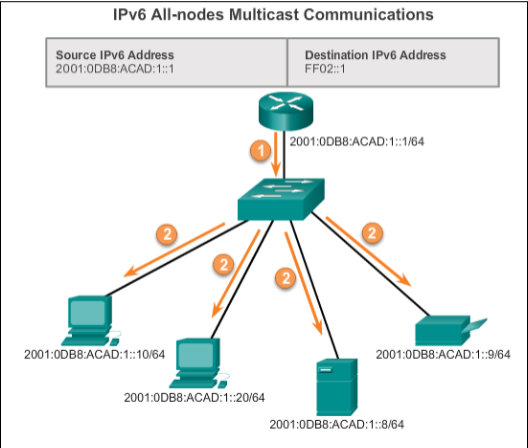 IPv6 All-nodes Multicast Communications
Source IPv6 Address
2001:0DB8:ACAD:1::1
Destination IPv6 Address
FF02::1
1
2001:0DB8:ACAD:1::1/64
2
2
2
2
2001:0DB8:ACAD:1::10/64
2001:0DB8:ACAD:1::9/64
2001:0DB8:ACAD:1::20/64
2001:0DB8:ACAD:1::8/64